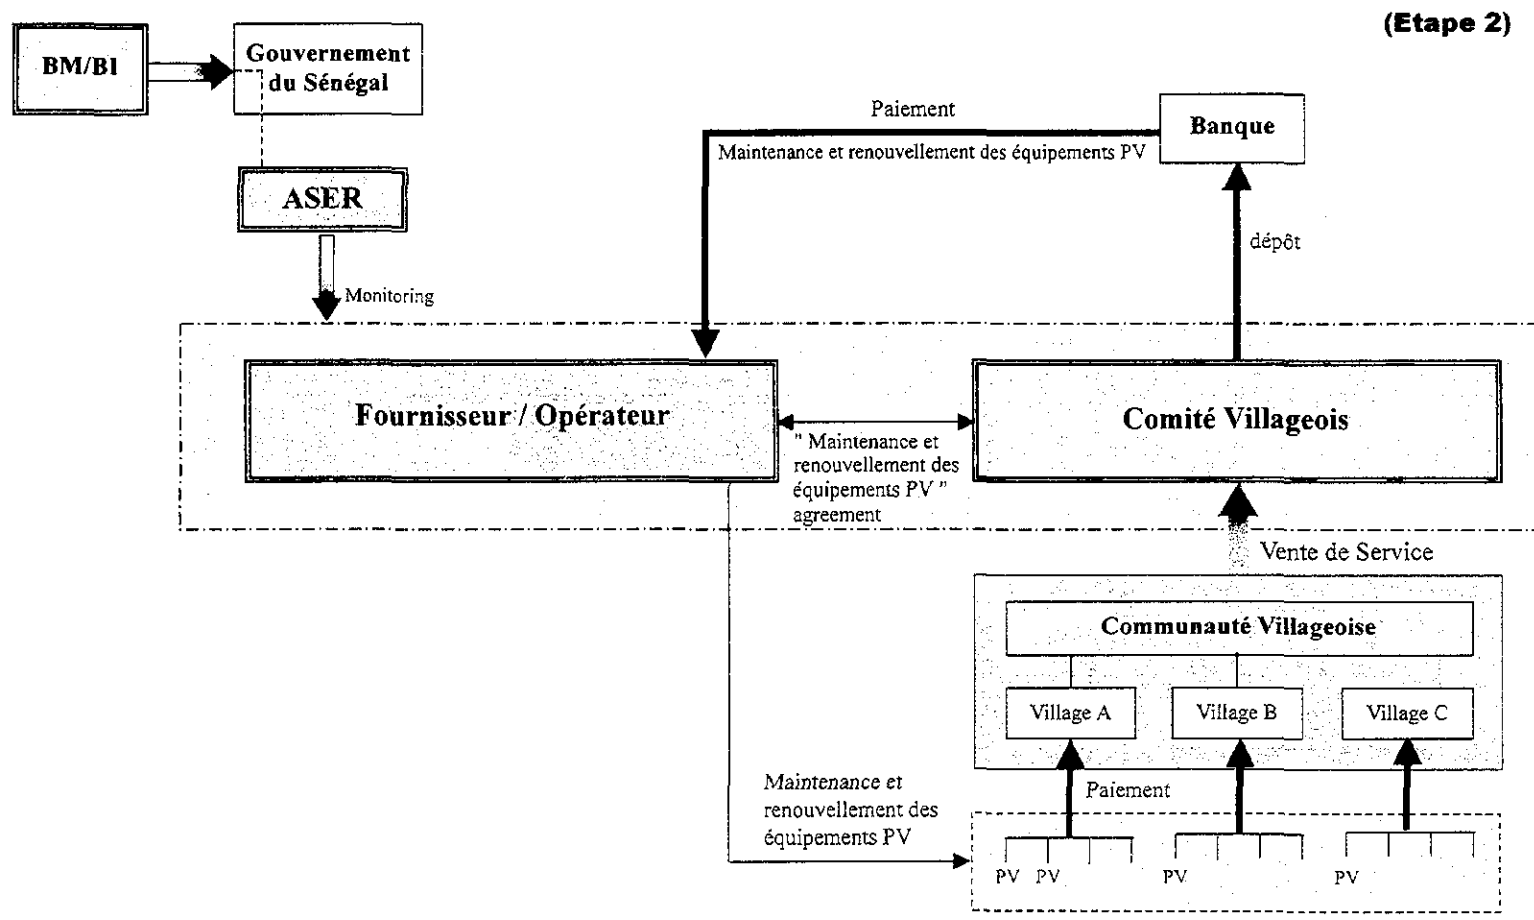 (Etape 2)
BM/BI
Gouvernement
du Sénégal
Paiement
Banque
Maintenance et renouvellement des équipements PV
ASER
dépôt
Monitoring
Fournisseur / Opérateur
Comité Villageois
" Maintenance et
renouvellement des
équipements PV "
agreement
Vente de Service
Communauté Villageoise
Village A
Village B
Village C
Maintenance et
renouvellement des
équipements PV
Paiement
PV PV
PV
PV